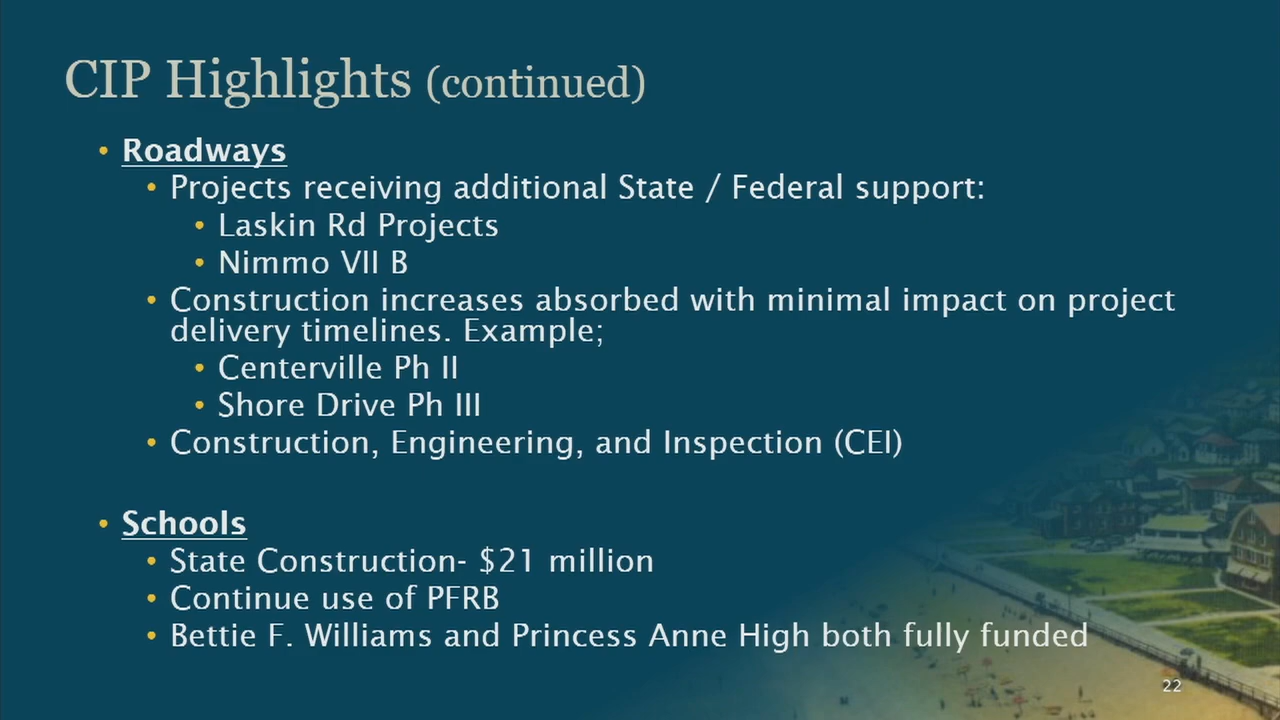 CIP Highlights (continued)
• Roadways
• Projects receiving additional State / Federal support:
• Laskin Rd Projects
• Nimmo VII B
• Construction increases absorbed with minimal impact on project
delivery timelines. Example;
• Centerville Ph II
• Shore Drive Ph III
• Construction, Engineering, and Inspection (CEI)
• Schools
• State Construction- $21 million
• Continue use of PFRB
• Bettie F. Williams and Princess Anne High both fully funded
22